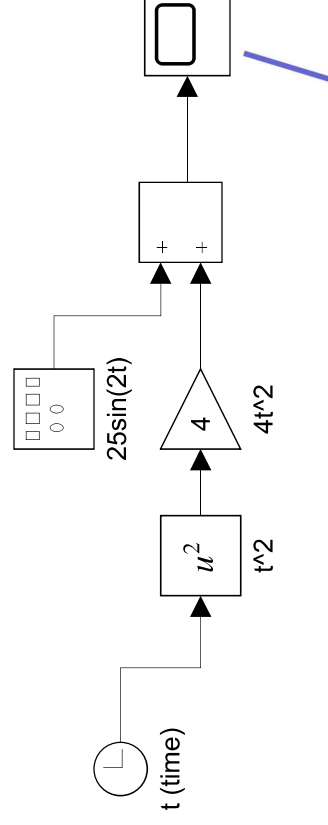 25sin(2t)
+
+
4
4t^2
u²
t^2
t (time)